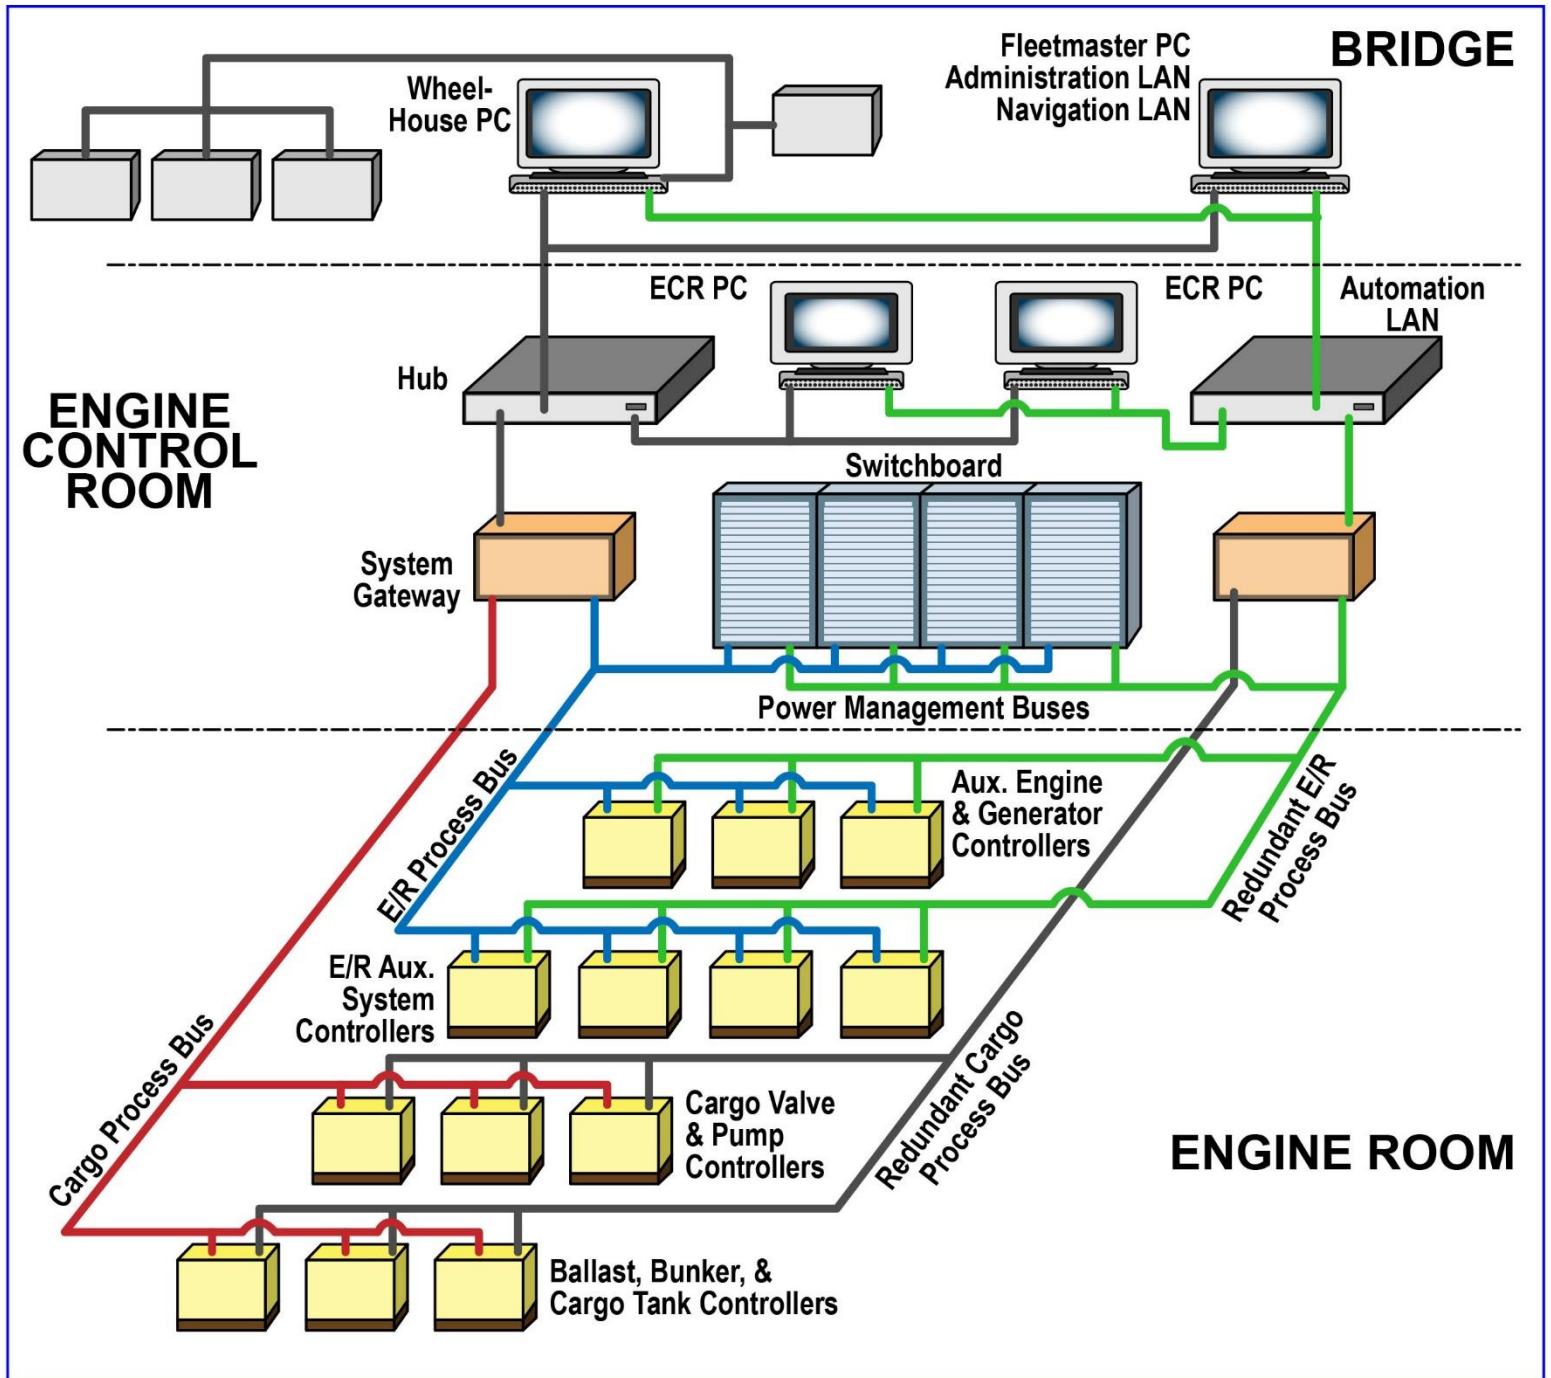 BRIDGE
Fleetmaster PC
Administration LAN
Navigation LAN
Wheel-
House PC
ECR PC
ECR PC
Automation
LAN
Hub
ENGINE
CONTROL
ROOM
Switchboard
System
Gateway
Power Management Buses
E/R Process Bus
Aux. Engine
& Generator
Controllers
Redundant E/R
Process Bus
E/R Aux.
System
Controllers
Cargo Process Bus
Redundant Cargo
Process Bus
Cargo Valve
& Pump
Controllers
ENGINE ROOM
Ballast, Bunker, &
Cargo Tank Controllers